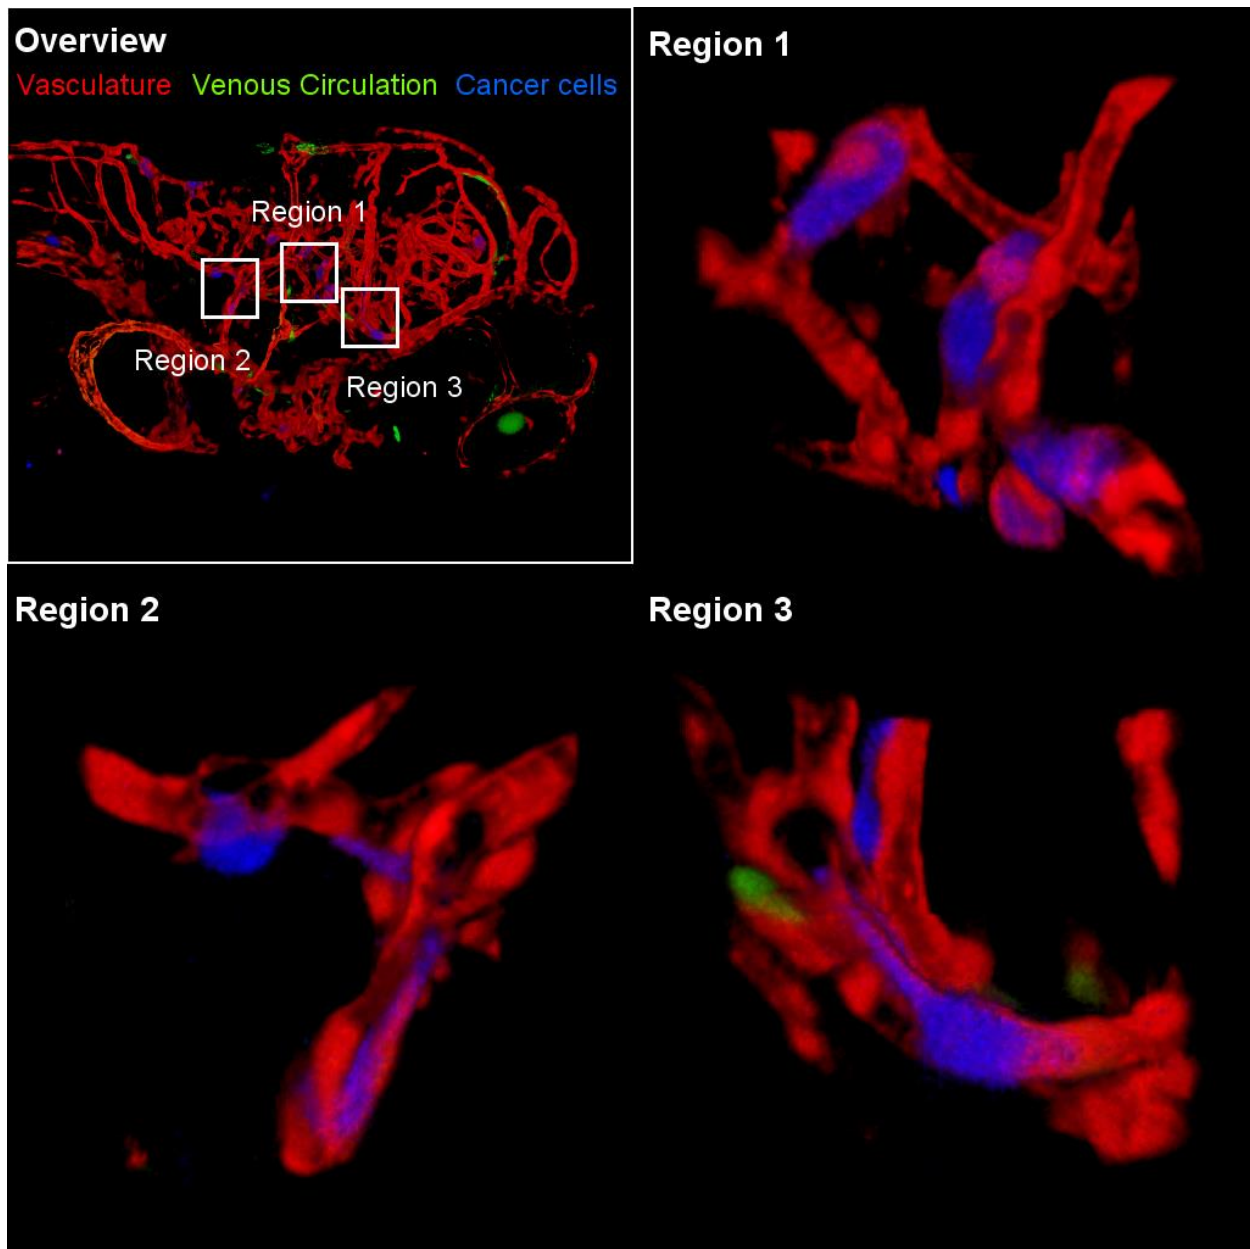 Overview
Vasculature Venous Circulation Cancer cells
Region 1
Region 2
Region 3
Region 1
Region 2
Region 3